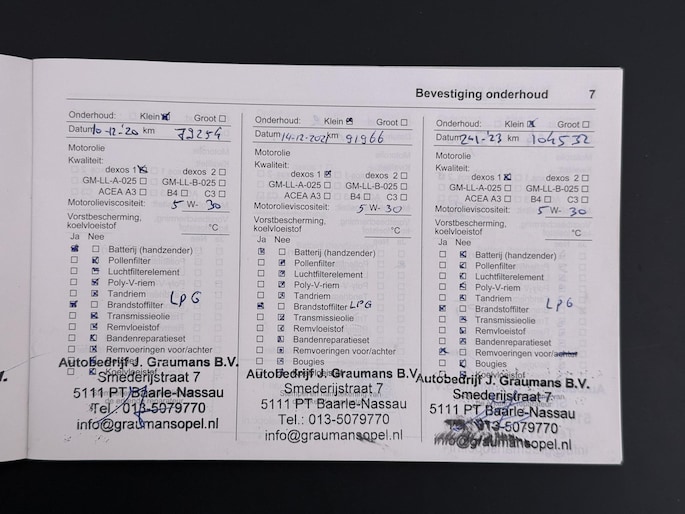 Bevestiging onderhoud 7
Onderhoud: Klein Groot
Datum 10-12-'20 km 79254
Motorolie
Kwaliteit:
dexos 1 dexos 2
GM-LL-A-025 GM-LL-B-025
ACEA A3 B4 C3
Motorolieviscositeit: 5 W- 30
Vorstbescherming,
koelvloeistof °C
Ja Nee
Batterij (handzender)
Pollenfilter
Luchtfilterelement
Poly-V-riem
Tandriem
Brandstoffilter LPG
Transmissieolie
Remvloeistof
Bandenreparatieset
Remvoeringen voor/achter
Koelvloeistof
Autobedrijf J. Graumans B.V.
Smederijstraat 7
5111 PT Baarle-Nassau
Tel.: 013-5079770
info@graumansopel.nl
Onderhoud: Klein Groot
Datum 14-12-2021 km 91966
Motorolie
Kwaliteit:
dexos 1 dexos 2
GM-LL-A-025 GM-LL-B-025
ACEA A3 B4 C3
Motorolieviscositeit: 5 W- 30
Vorstbescherming,
koelvloeistof °C
Ja Nee
Batterij (handzender)
Pollenfilter
Luchtfilterelement
Poly-V-riem
Tandriem
Brandstoffilter LPG
Transmissieolie
Remvloeistof
Bandenreparatieset
Remvoeringen voor/achter
Bougies
Autobedrijf J. Graumans B.V.
Smederijstraat 7
5111 PT Baarle-Nassau
Tel.: 013-5079770
info@graumansopel.nl
Onderhoud: Klein Groot
Datum 24-1-'23 km 104532
Motorolie
Kwaliteit:
dexos 1 dexos 2
GM-LL-A-025 GM-LL-B-025
ACEA A3 B4 C3
Motorolieviscositeit: 5 W- 30
Vorstbescherming,
koelvloeistof °C
Ja Nee
Batterij (handzender)
Pollenfilter
Luchtfilterelement
Poly-V-riem
Tandriem
Brandstoffilter LPG
Transmissieolie
Remvloeistof
Bandenreparatieset
Remvoeringen voor/achter
Bougies
Autobedrijf J. Graumans B.V.
Smederijstraat 7
5111 PT Baarle-Nassau
013-5079770
info@graumansopel.nl